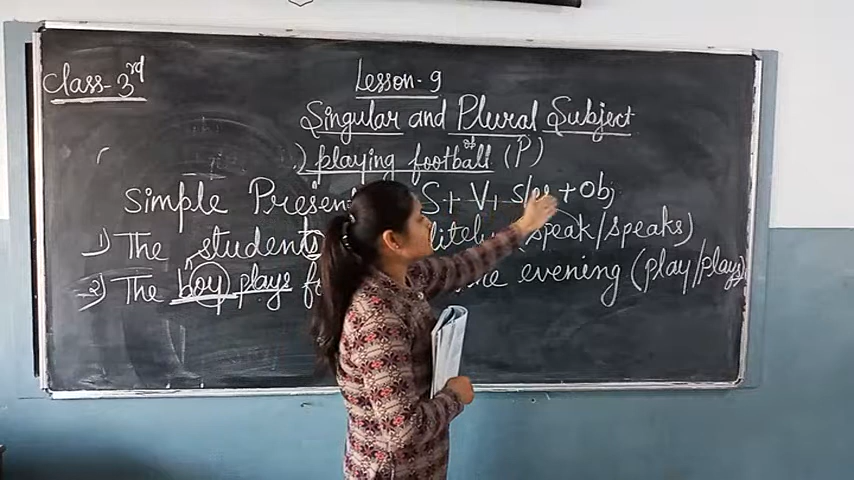 Class-3rd
Lesson-9
Singular and Plural Subject
) playing football (P)
of
Simple Present S + V, s/es + Obj
1) The students (speak/speaks)
2) The boy plays evening (play/plays)